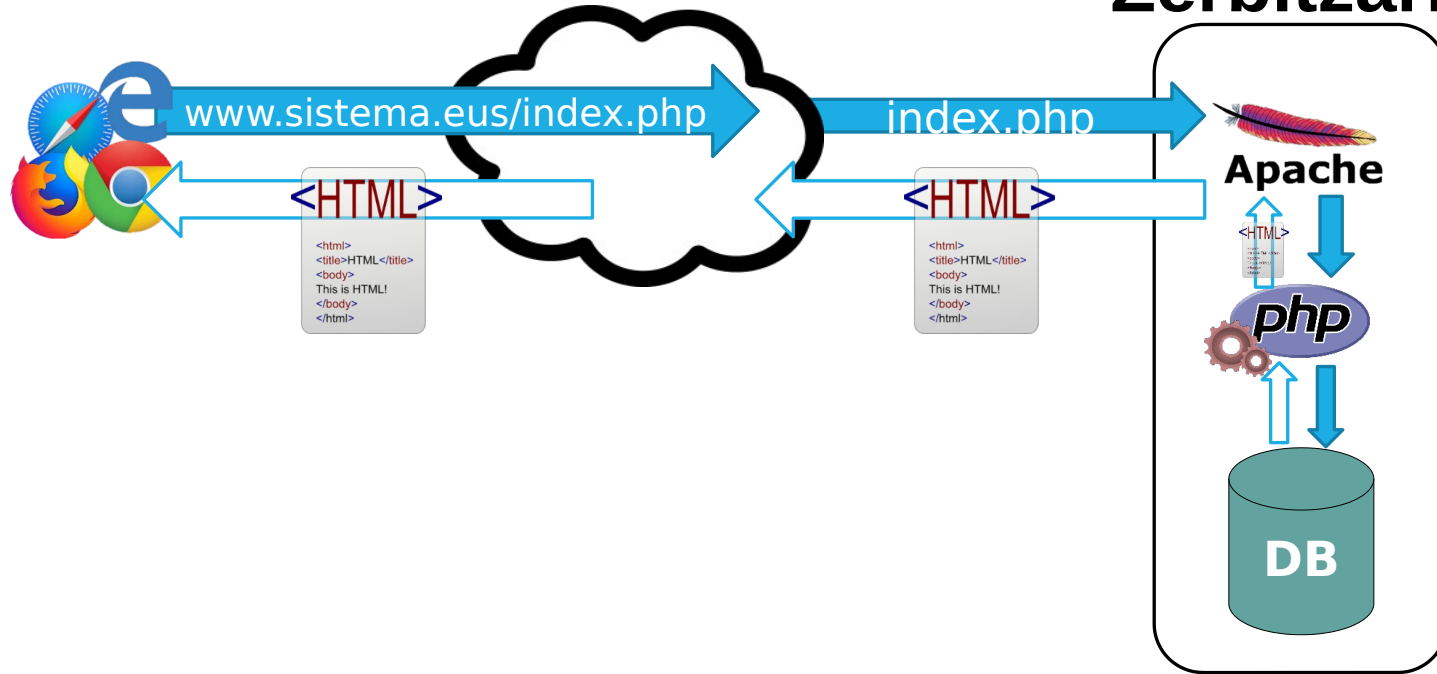 www.sistema.eus/index.php
index.php
Apache
<HTML>
<html>
<title>HTML</title>
<body>
This is HTML!
</body>
</html>
<HTML>
<html>
<title>HTML</title>
<body>
This is HTML!
</body>
</html>
<HTML>
php
DB